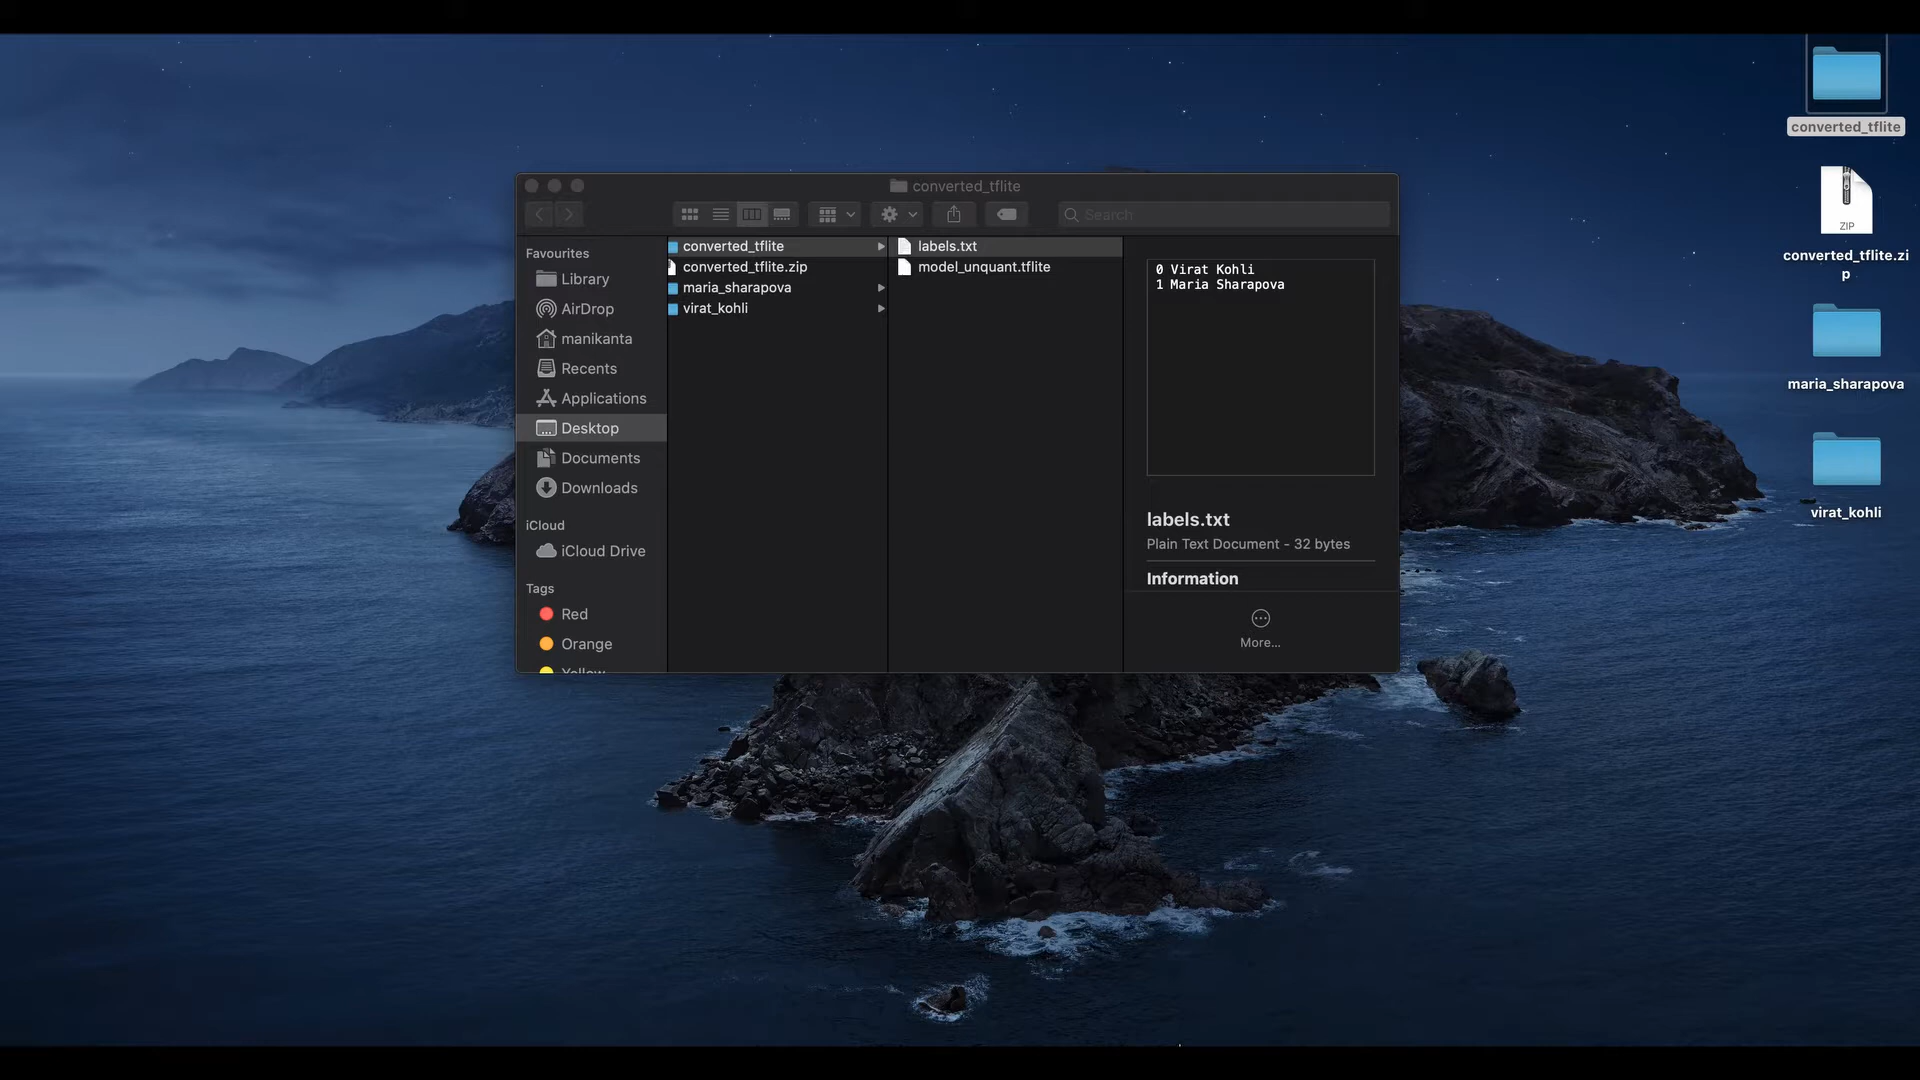 converted_tflite
Search
Favourites
Library
AirDrop
manikanta
Recents
Applications
Desktop
Documents
Downloads
iCloud
iCloud Drive
Tags
Red
Orange
Yellow
converted_tflite
converted_tflite.zip
maria_sharapova
virat_kohli
labels.txt
model_unquant.tflite
0 Virat Kohli
1 Maria Sharapova
labels.txt
Plain Text Document - 32 bytes
Information
More...
converted_tflite
ZIP
converted_tflite.zi
p
maria_sharapova
virat_kohli